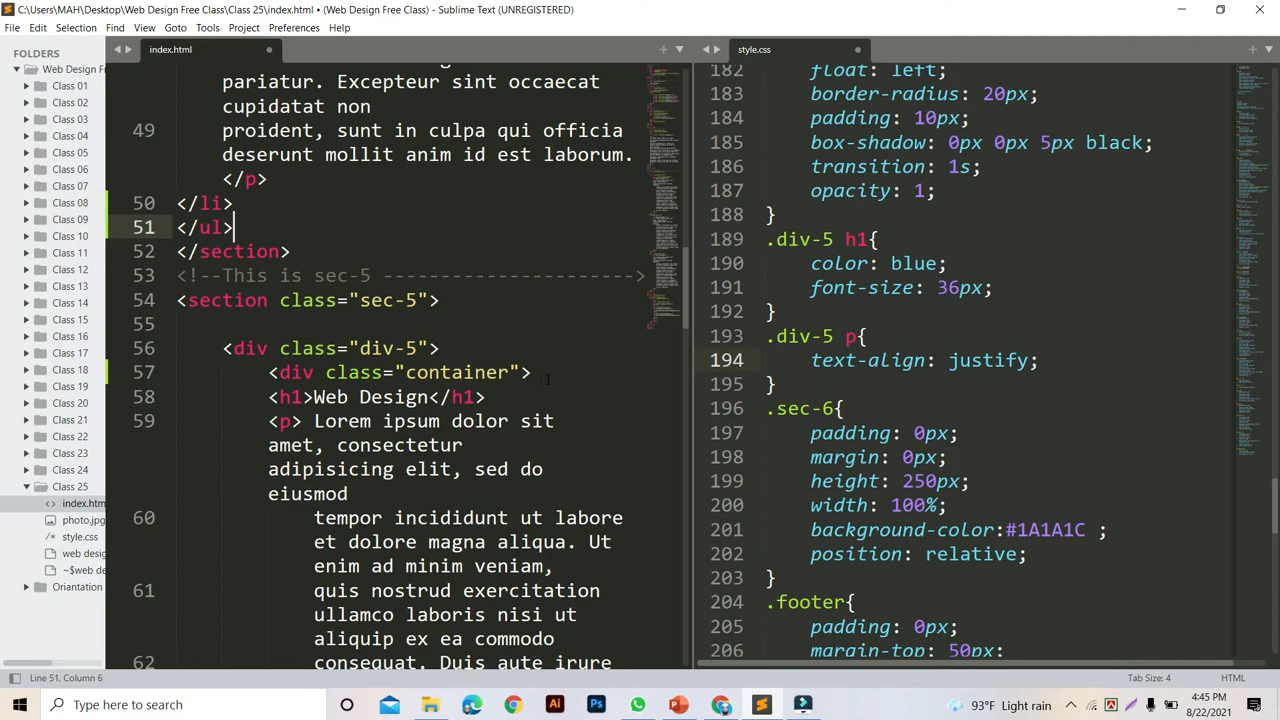 C:\Users\MAH\Desktop\Web Design Free Class\Class 25\index.html • (Web Design Free Class) - Sublime Text (UNREGISTERED)
File Edit Selection Find View Goto Tools Project Preferences Help
FOLDERS
Web Design Fr
Class 01
Class 02
Class 03
Class 04
Class 05
Class 06
Class 07
Class 08
Class 09
Class 10
Class 11
Class 12
Class 13
Class 14
Class 15
Class 16
Class 17
Class 18
Class 19
Class 20
Class 21
Class 22
Class 23
Class 24
Class 25
<> index.htm
photo.jpg
/* style.css
web desig
~$web de
Oriantation
index.html
pariatur. Excepteur sint occaecat
cupidatat non
49 proident, sunt in culpa qui officia
deserunt mollit anim id est laborum.
</p>
50 </li>
51 </ul>
52 </section>
53 <!--This is sec-5 -------------------->
54 <section class="sec-5">
55
56 <div class="div-5">
57 <div class="container">
58 <h1>Web Design</h1>
59 <p> Lorem ipsum dolor sit
amet, consectetur
adipisicing elit, sed do
eiusmod
60 tempor incididunt ut labore
et dolore magna aliqua. Ut
enim ad minim veniam,
61 quis nostrud exercitation
ullamco laboris nisi ut
aliquip ex ea commodo
62 consequat. Duis aute irure
style.css
182 float: left;
183 border-radius: 20px;
184 padding: 10px;
185 box-shadow: 0px 0px 5px black;
186 transition: 1s;
187 opacity: 1;
188 }
189 .div-5 h1{
190 color: blue;
191 font-size: 36px;
192 }
193 .div-5 p{
194 text-align: justify;
195 }
196 .sec-6{
197 padding: 0px;
198 margin: 0px;
199 height: 250px;
200 width: 100%;
201 background-color:#1A1A1C ;
202 position: relative;
203 }
204 .footer{
205 padding: 0px;
206 margin-top: 50px;
Line 51, Column 6
Tab Size: 4
HTML
Type here to search
93°F Light rain
4:45 PM
8/22/2021